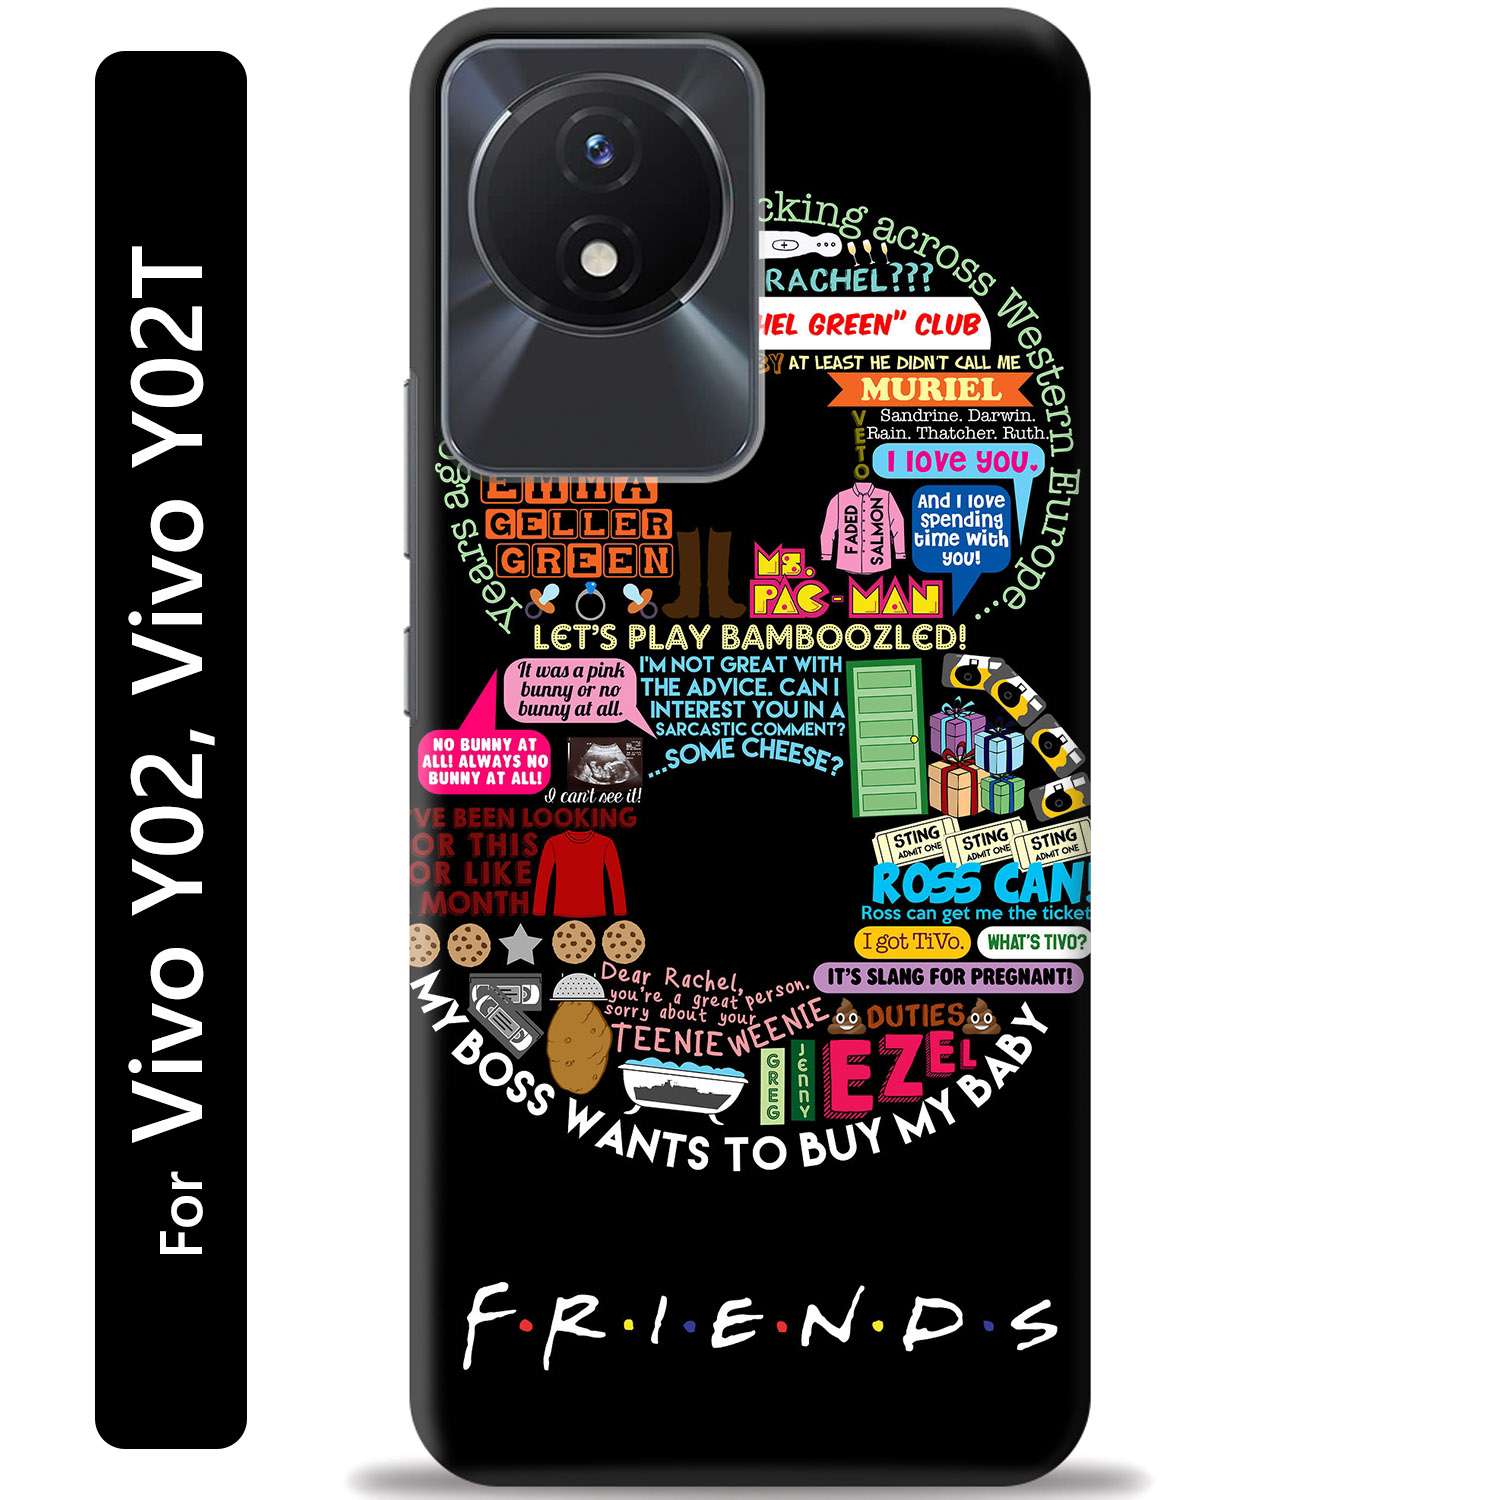 For Vivo Y02, Vivo Y02T
Years ago
cking across Western Europe...
RACHEL???
HEL GREEN" CLUB
BY AT LEAST HE DIDN'T CALL ME
MURIEL
VETO
Sandrine. Darwin.
Rain. Thatcher. Ruth.
I love you.
And I love
spending
time with
you!
FADED
SALMON
EMMA
GELLER
GREEN
MS.
PAC-MAN
LET'S PLAY BAMBOOZLED!
It was a pink
bunny or no
bunny at all.
NO BUNNY AT
ALL! ALWAYS NO
BUNNY AT ALL!
I'M NOT GREAT WITH
THE ADVICE. CAN I
INTEREST YOU IN A
SARCASTIC COMMENT?
...SOME CHEESE?
I can't see it!
'VE BEEN LOOKING
OR THIS
OR LIKE
MONTH
STING
ADMIT ONE
STING
ADMIT ONE
STING
ADMIT ONE
ROSS CAN!
Ross can get me the ticket
I got TiVo.
WHAT'S TIVO?
IT'S SLANG FOR PREGNANT!
Dear Rachel,
you're a great person.
sorry about your
TEENIE WEENIE
DUTIES
GREG
JENNY
EZEL
MY BOSS WANTS TO BUY MY BABY
F·R·I·E·N·D·S